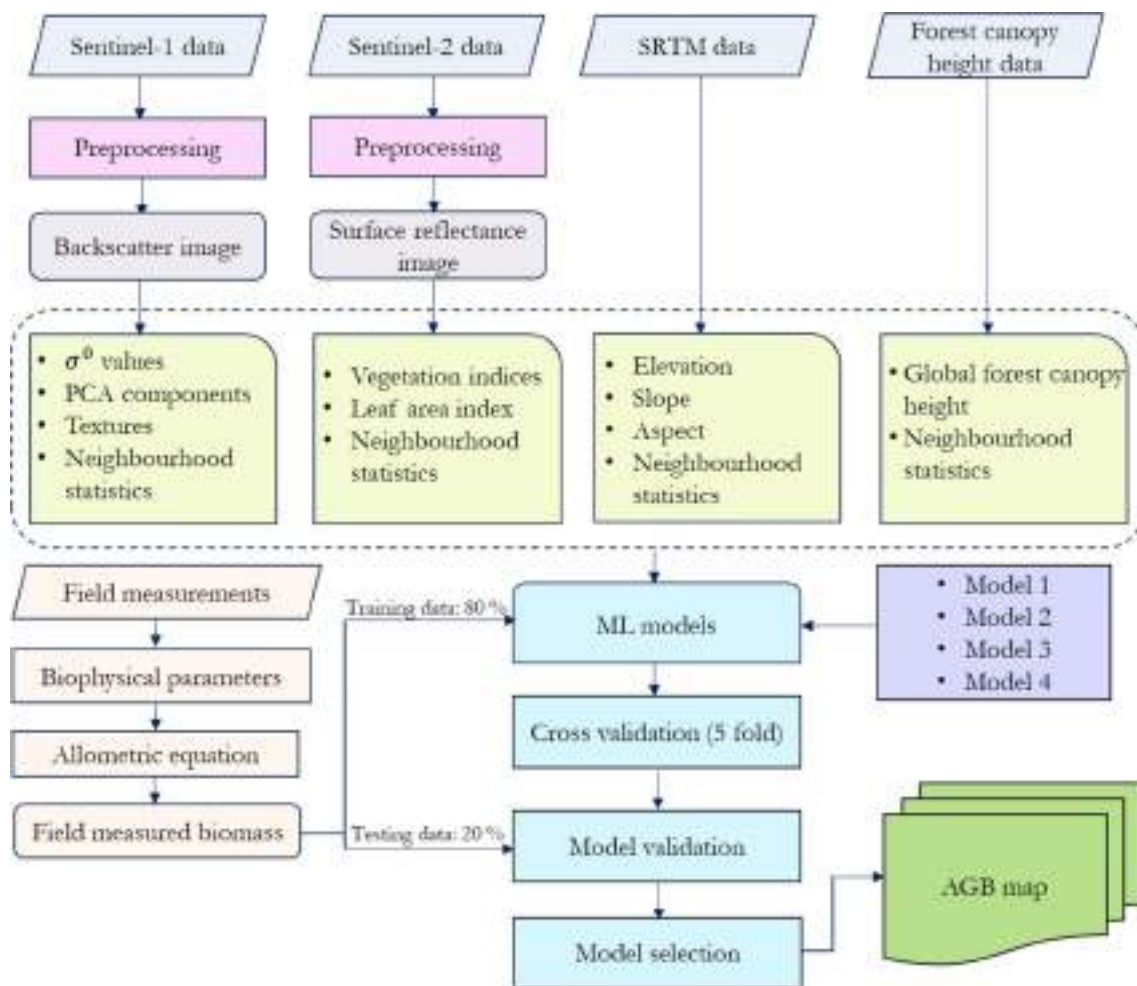 Sentinel-1 data
Sentinel-2 data
SRTM data
Forest canopy
height data
Preprocessing
Preprocessing
Backscatter image
Surface reflectance
image
• σ⁰ values
• PCA components
• Textures
• Neighbourhood
statistics
• Vegetation indices
• Leaf area index
• Neighbourhood
statistics
• Elevation
• Slope
• Aspect
• Neighbourhood
statistics
• Global forest canopy
height
• Neighbourhood
statistics
Field measurements
Biophysical parameters
Allometric equation
Field measured biomass
Training data: 80 %
Testing data: 20 %
ML models
• Model 1
• Model 2
• Model 3
• Model 4
Cross validation (5 fold)
Model validation
Model selection
AGB map